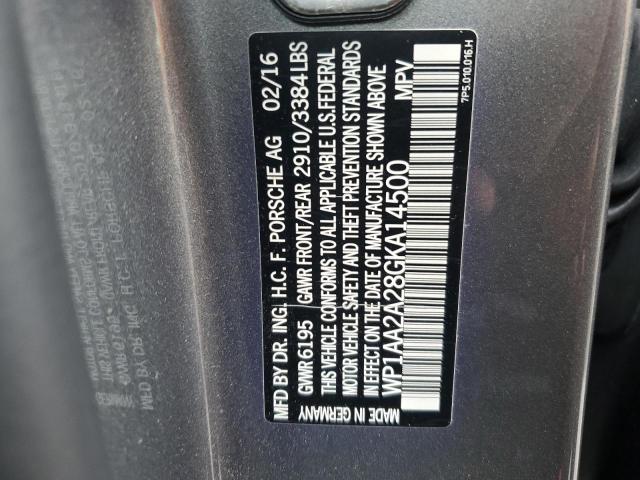 MFD BY DR. ING. H.C. F. PORSCHE AG 02/16
GVWR 6195 GAWR FRONT/REAR 2910/3384 LBS
THIS VEHICLE CONFORMS TO ALL APPLICABLE U.S. FEDERAL
MOTOR VEHICLE SAFETY AND THEFT PREVENTION STANDARDS
IN EFFECT ON THE DATE OF MANUFACTURE SHOWN ABOVE
WP1AA2A28GKA14500 MPV
MADE IN GERMANY
7P5.010.016.H